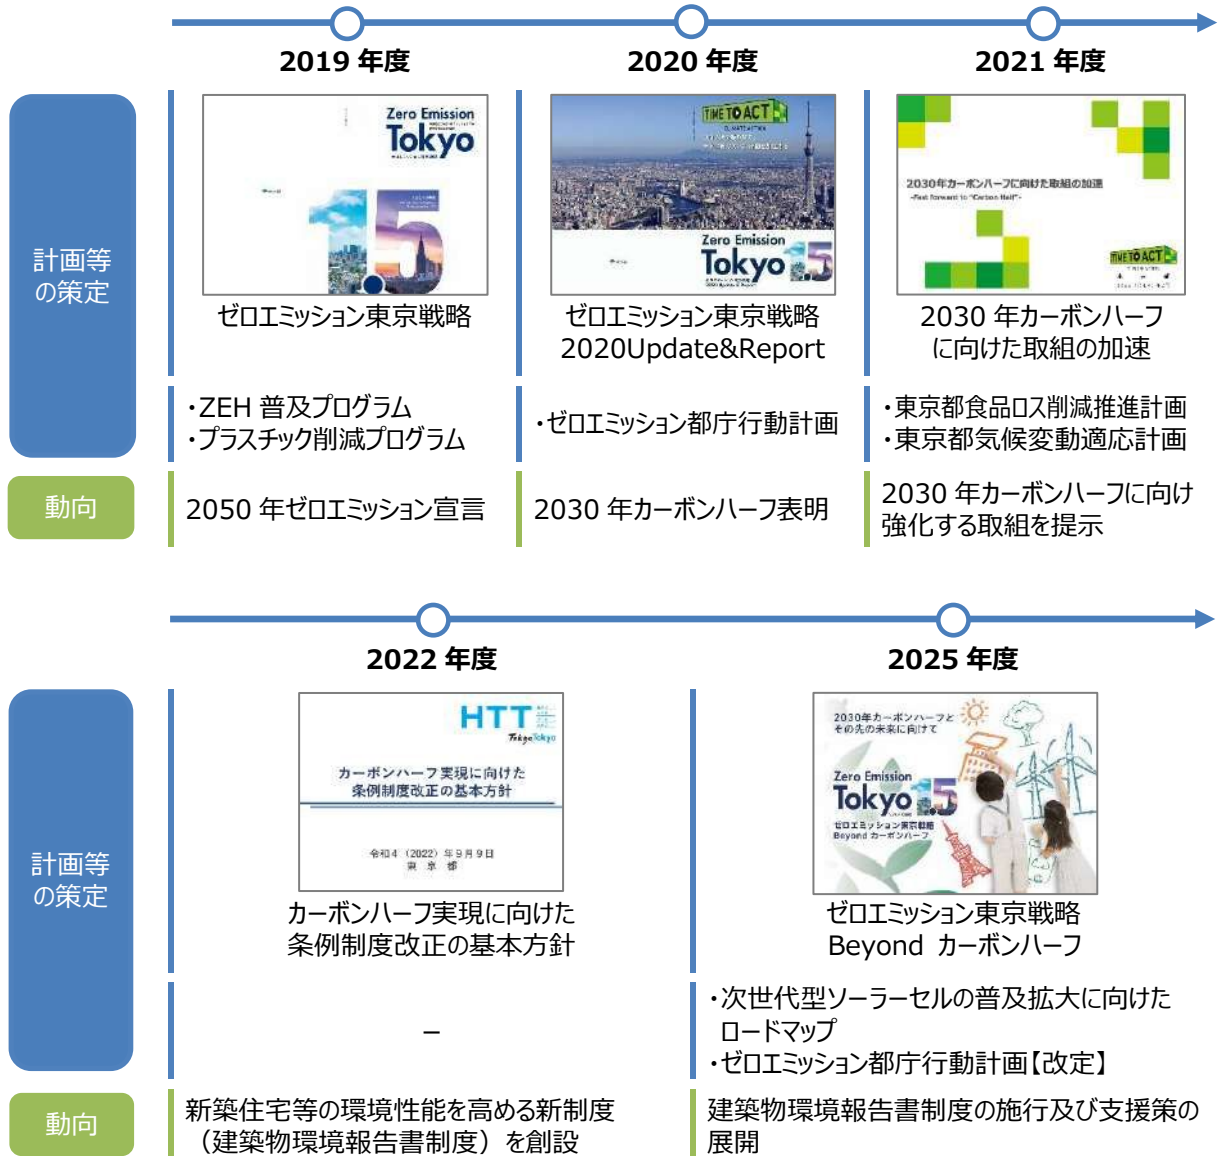 2019 年度
2020 年度
2021 年度
計画等
の策定
Zero Emission
Tokyo
1.5
ゼロエミッション東京戦略
TIME TO ACT
CLIMATE ACTION
Zero Emission
Tokyo 1.5
2020 Update & Report
ゼロエミッション東京戦略
2020Update&Report
2030年カーボンハーフに向けた取組の加速
-Fast forward to "Carbon Half"-
TIME TO ACT
2030 年カーボンハーフ
に向けた取組の加速
・ZEH 普及プログラム
・プラスチック削減プログラム
・ゼロエミッション都庁行動計画
・東京都食品ロス削減推進計画
・東京都気候変動適応計画
動向
2050 年ゼロエミッション宣言
2030 年カーボンハーフ表明
2030 年カーボンハーフに向け
強化する取組を提示
2022 年度
2025 年度
計画等
の策定
HTT
TokyoTokyo
カーボンハーフ実現に向けた
条例制度改正の基本方針
令和4（2022）年9月9日
東 京 都
カーボンハーフ実現に向けた
条例制度改正の基本方針
2030年カーボンハーフと
その先の未来に向けて
Zero Emission
Tokyo 1.5
ゼロエミッション東京戦略
Beyond カーボンハーフ
ゼロエミッション東京戦略
Beyond カーボンハーフ
–
・次世代型ソーラーセルの普及拡大に向けた
ロードマップ
・ゼロエミッション都庁行動計画【改定】
動向
新築住宅等の環境性能を高める新制度
（建築物環境報告書制度）を創設
建築物環境報告書制度の施行及び支援策の
展開